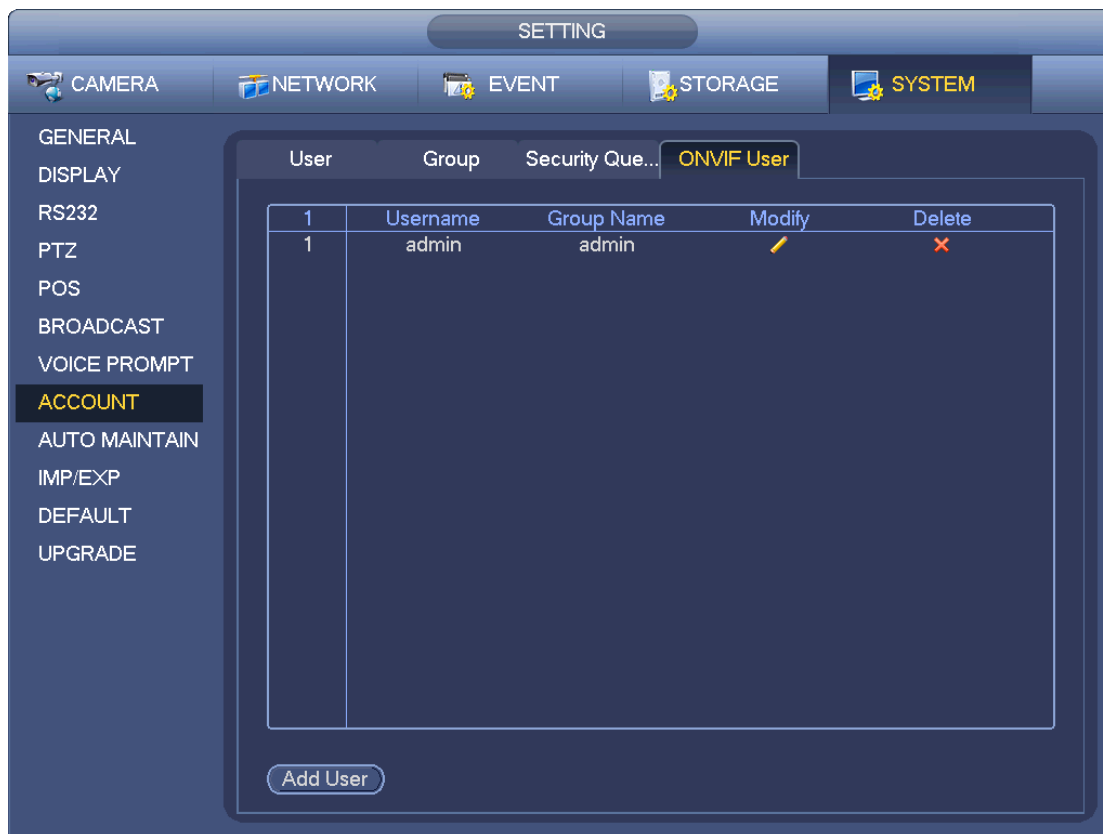 SETTING
CAMERA NETWORK EVENT STORAGE SYSTEM
GENERAL
DISPLAY
RS232
PTZ
POS
BROADCAST
VOICE PROMPT
ACCOUNT
AUTO MAINTAIN
IMP/EXP
DEFAULT
UPGRADE
User Group Security Que... ONVIF User
1 Username Group Name Modify Delete
1 admin admin
Add User